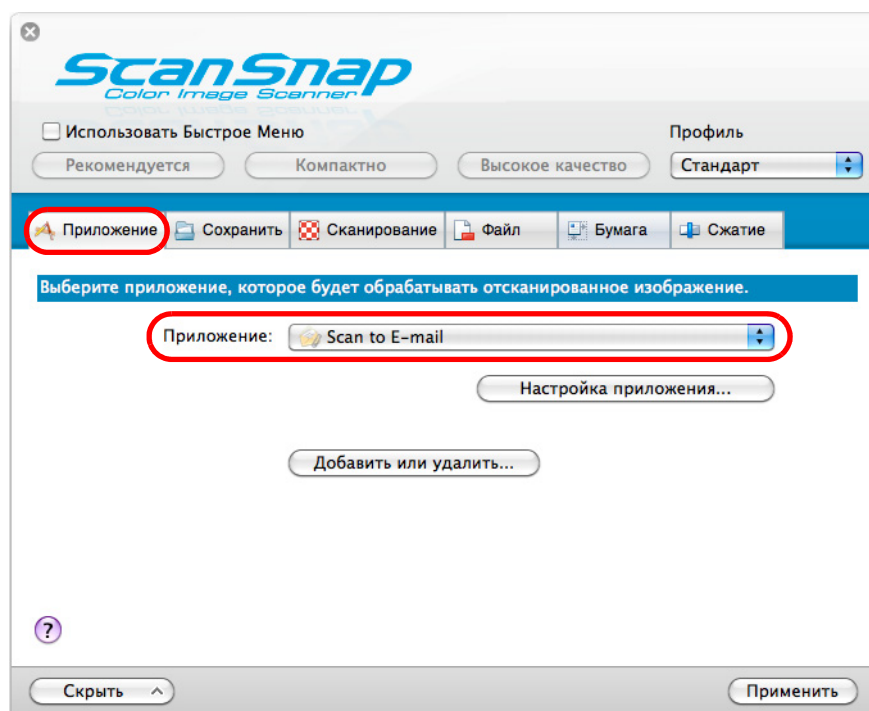 ScanSnap
Color Image Scanner
Использовать Быстрое Меню
Профиль
Рекомендуется Компактно Высокое качество Стандарт
Приложение Сохранить Сканирование Файл Бумага Сжатие
Выберите приложение, которое будет обрабатывать отсканированное изображение.
Приложение: Scan to E-mail
Настройка приложения...
Добавить или удалить...
?
Скрыть Применить